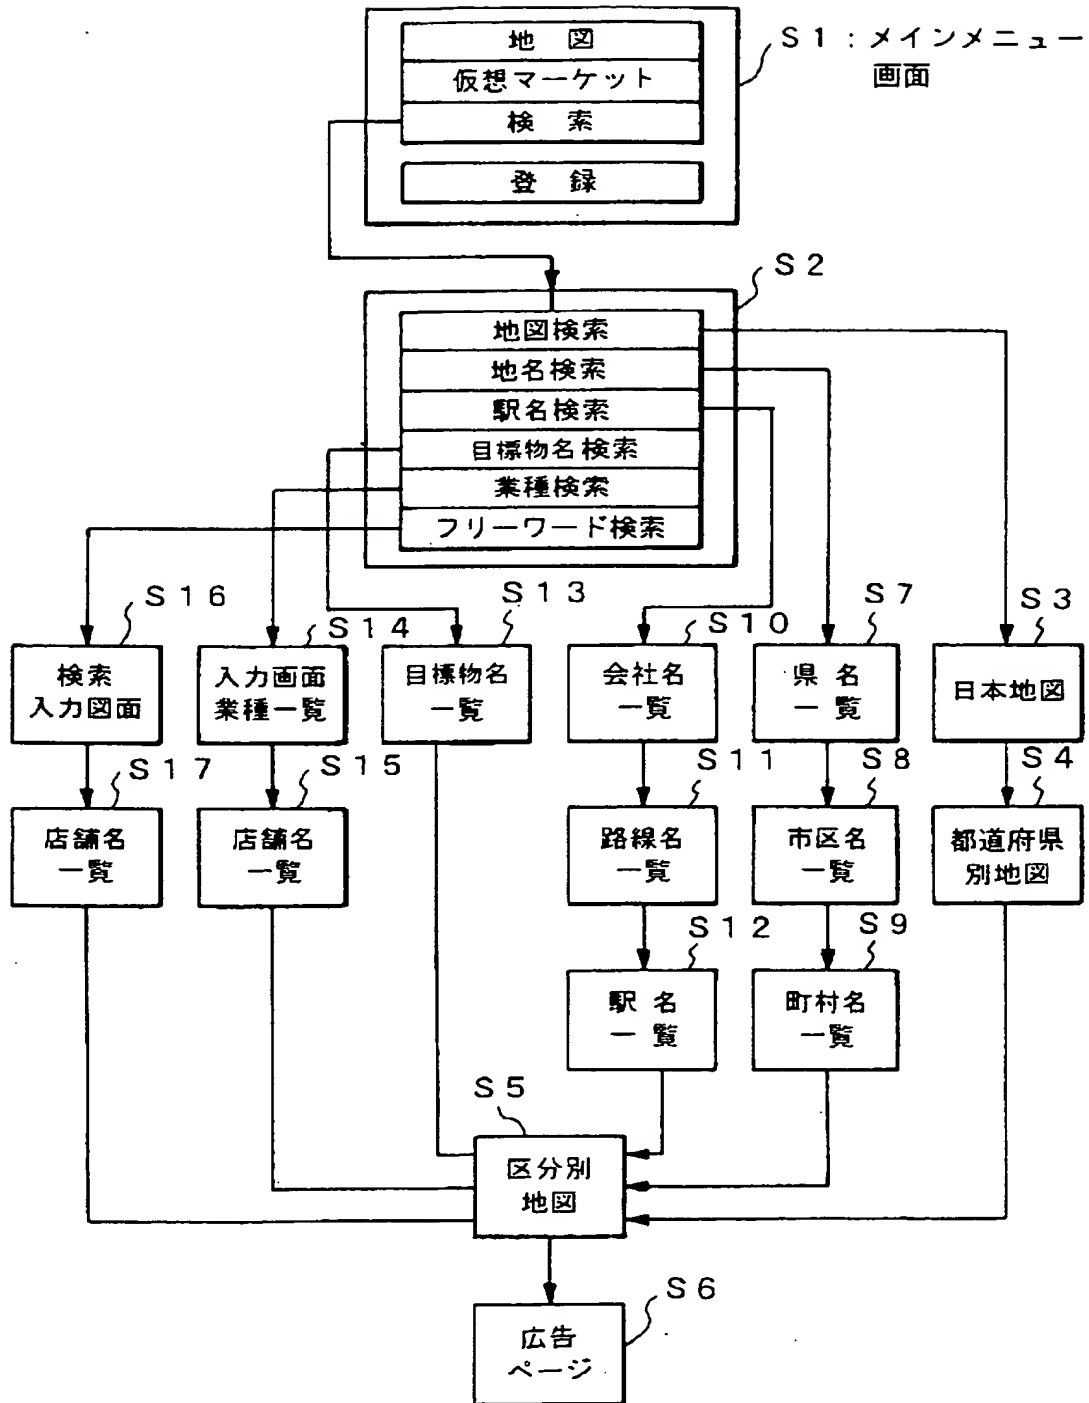 地 図
仮想マーケット
検 索
登 録
S1:メインメニュー
画面
S2
地図検索
地名検索
駅名検索
目標物名検索
業種検索
フリーワード検索
S16
検索
入力図面
S14
入力画面
業種一覧
S13
目標物名
一覧
S10
会社名
一覧
S7
県 名
一 覧
S3
日本地図
S17
店舗名
一覧
S15
店舗名
一覧
S11
路線名
一覧
S8
市区名
一覧
S4
都道府県
別地図
S12
駅 名
一 覧
S9
町村名
一覧
S5
区分別
地図
S6
広告
ページ